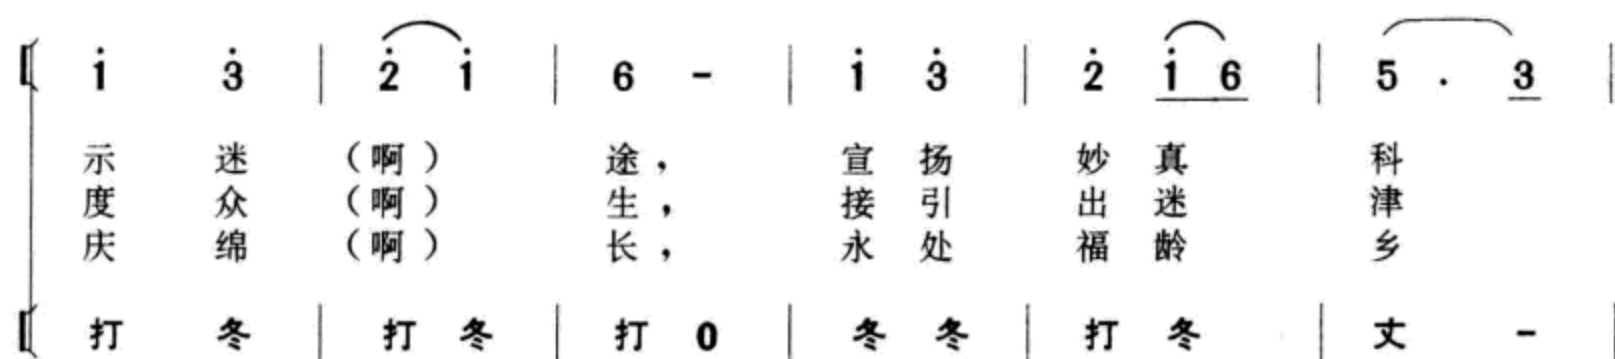 1̇ 3̇ | 2̇ 1̇ | 6 - | 1̇ 3̇ | 2̇ 1̇ 6 | 5 · 3 |
示 迷 （啊） 途， 宣 扬 妙 真 科
度 众 （啊） 生， 接 引 出 迷 津
庆 绵 （啊） 长， 永 处 福 龄 乡
打 冬 | 打 冬 | 打 0 | 冬 冬 | 打 冬 | 丈 - |